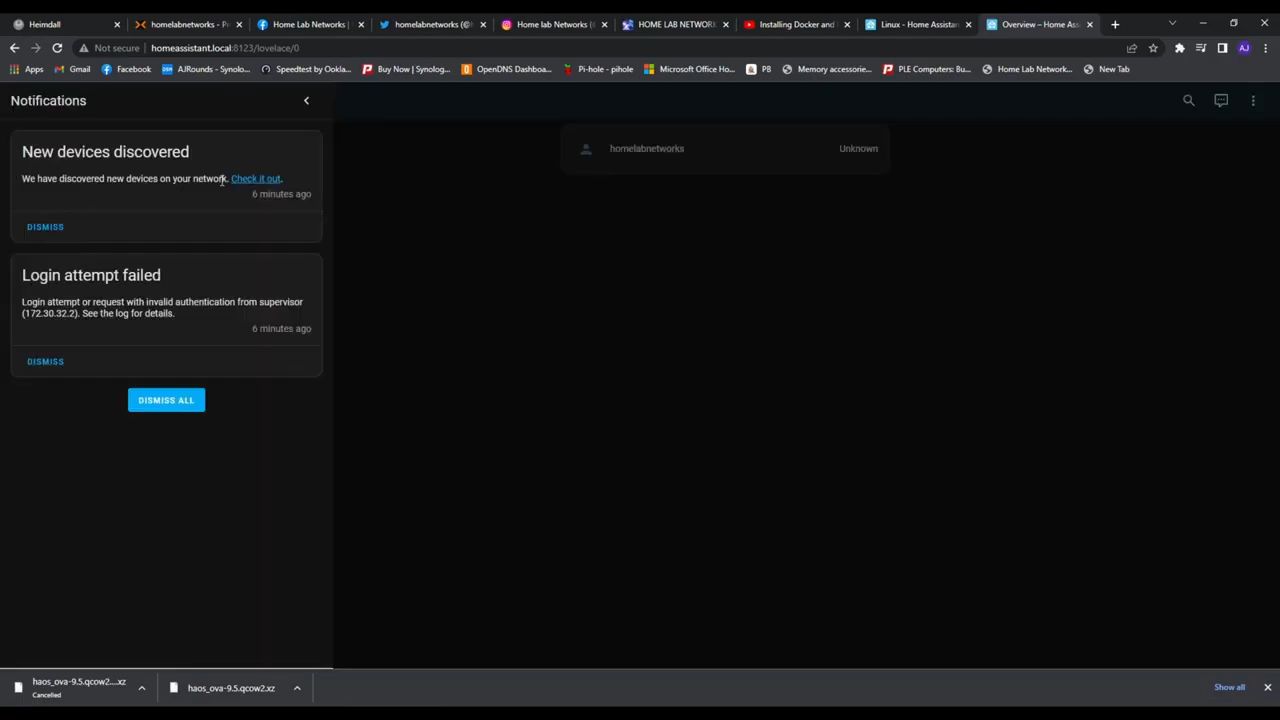 Heimdall
homelabnetworks - Pr
Home Lab Networks |
homelabnetworks (@h
Home lab Networks (
HOME LAB NETWORK
Installing Docker and
Linux - Home Assistan
Overview – Home Ass
Not secure
homeassistant.local:8123/lovelace/0
AJ
Apps
Gmail
Facebook
AJRounds - Synolo...
Speedtest by Ookla...
Buy Now | Synolog...
OpenDNS Dashboa...
Pi-hole - pihole
Microsoft Office Ho...
PB
Memory accessorie...
PLE Computers: Bu...
Home Lab Network...
New Tab
Notifications
New devices discovered
We have discovered new devices on your network. Check it out.
6 minutes ago
DISMISS
Login attempt failed
Login attempt or request with invalid authentication from supervisor
(172.30.32.2). See the log for details.
6 minutes ago
DISMISS
DISMISS ALL
homelabnetworks
Unknown
haos_ova-9.5.qcow2....xz
Cancelled
haos_ova-9.5.qcow2.xz
Show all